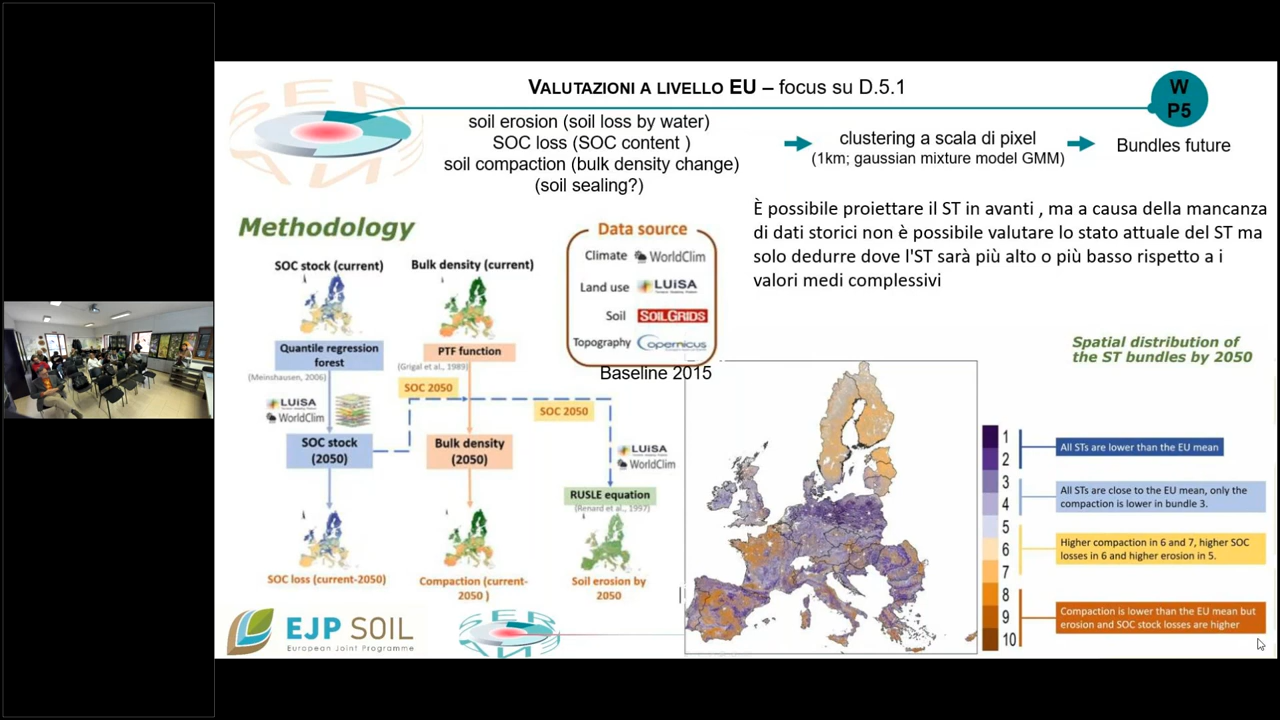 VALUTAZIONI A LIVELLO EU – focus su D.5.1
W
P5
soil erosion (soil loss by water)
SOC loss (SOC content )
soil compaction (bulk density change)
(soil sealing?)
clustering a scala di pixel
(1km; gaussian mixture model GMM)
Bundles future
È possibile proiettare il ST in avanti , ma a causa della mancanza
di dati storici non è possibile valutare lo stato attuale del ST ma
solo dedurre dove l'ST sarà più alto o più basso rispetto a i
valori medi complessivi
Methodology
SOC stock (current)
Bulk density (current)
Quantile regression
forest
(Meinshausen, 2006)
PTF function
(Grigal et al., 1989)
LUISA
WorldClim
SOC 2050
SOC 2050
SOC stock
(2050)
Bulk density
(2050)
LUISA
WorldClim
RUSLE equation
(Renard et al., 1997)
SOC loss (current-2050)
Compaction (current-
2050 )
Soil erosion by
2050
Data source
Climate WorldClim
Land use LUISA
Soil SOILGRIDS
Topography Copernicus
Baseline 2015
Spatial distribution of
the ST bundles by 2050
1
2
3
4
5
6
7
8
9
10
All STs are lower than the EU mean
All STs are close to the EU mean, only the
compaction is lower in bundle 3.
Higher compaction in 6 and 7, higher SOC
losses in 6 and higher erosion in 5.
Compaction is lower than the EU mean but
erosion and SOC stock losses are higher
EJP SOIL
European Joint Programme